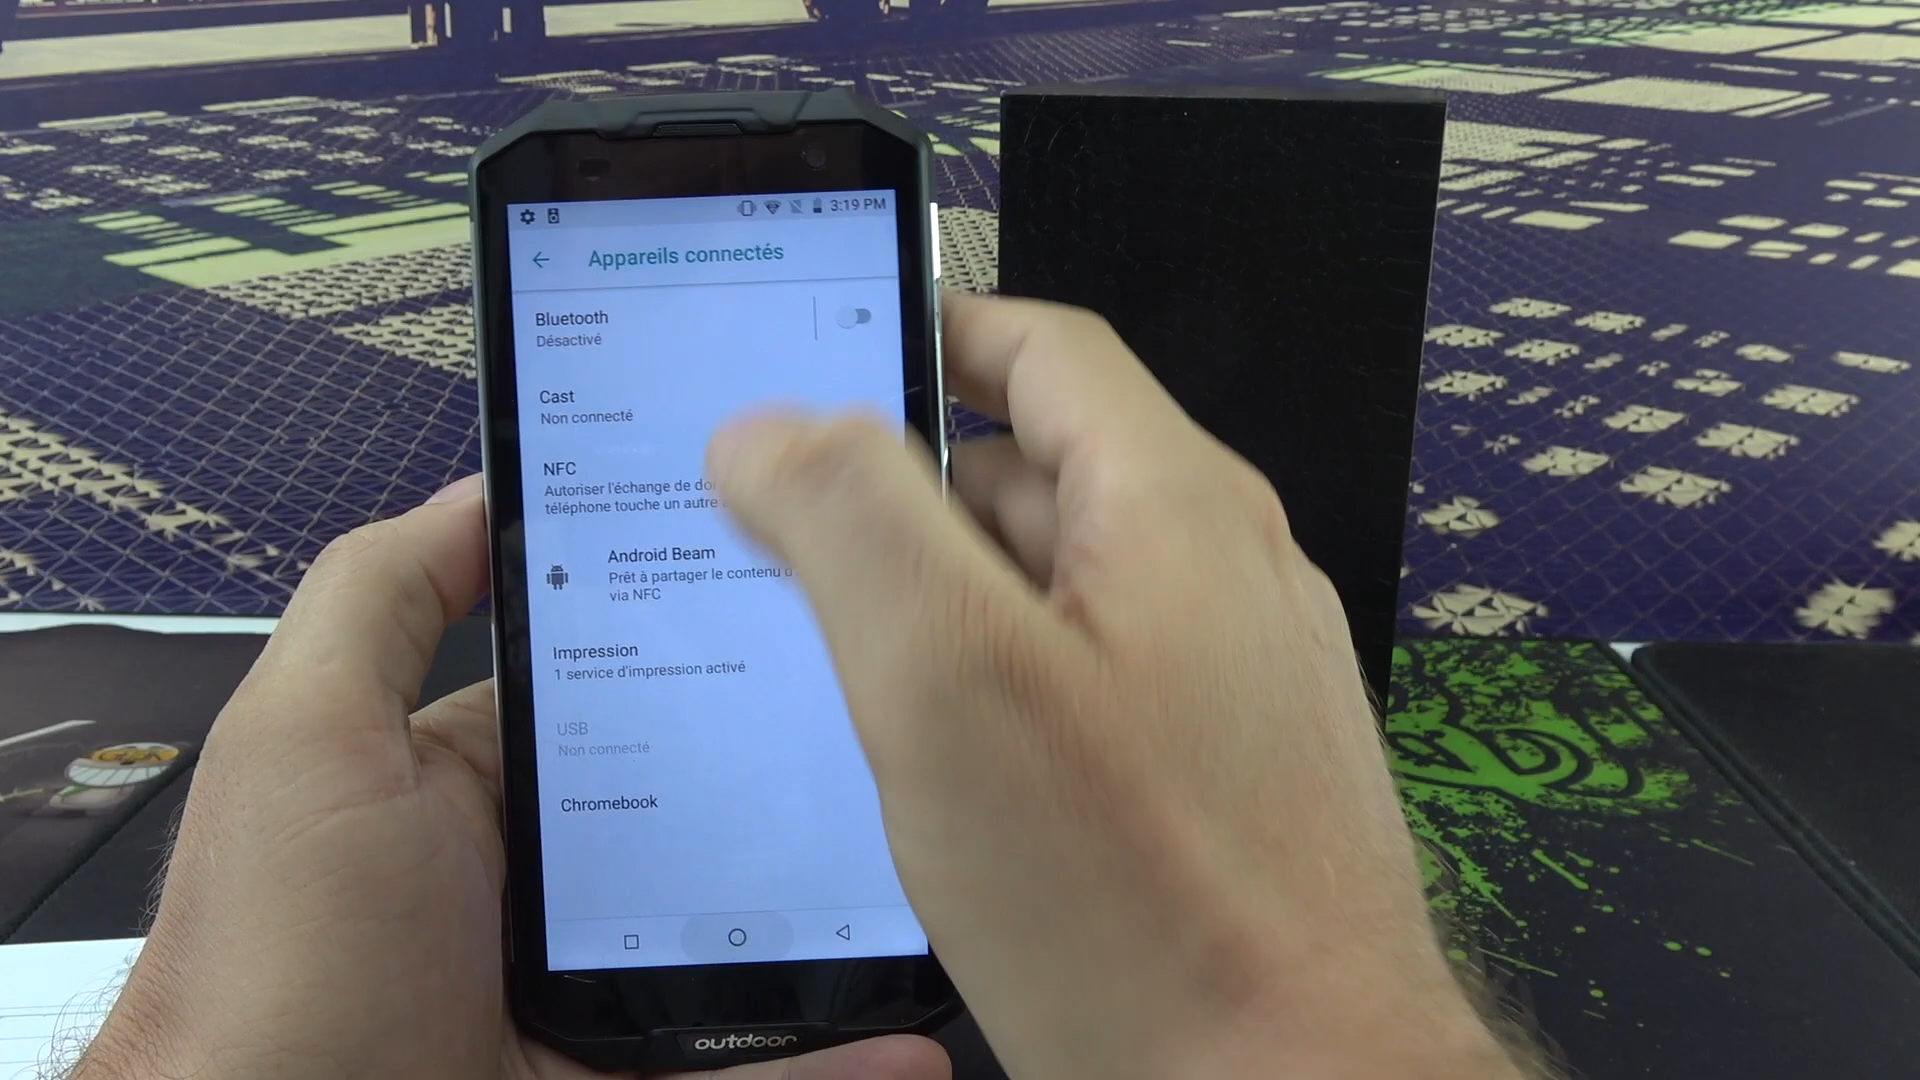 3:19 PM
Appareils connectés
Bluetooth
Désactivé
Cast
Non connecté
NFC
Autoriser l'échange de
téléphone touche un autre
Android Beam
Prêt à partager le contenu
via NFC
Impression
1 service d'impression activé
USB
Non connecté
Chromebook
outdoor